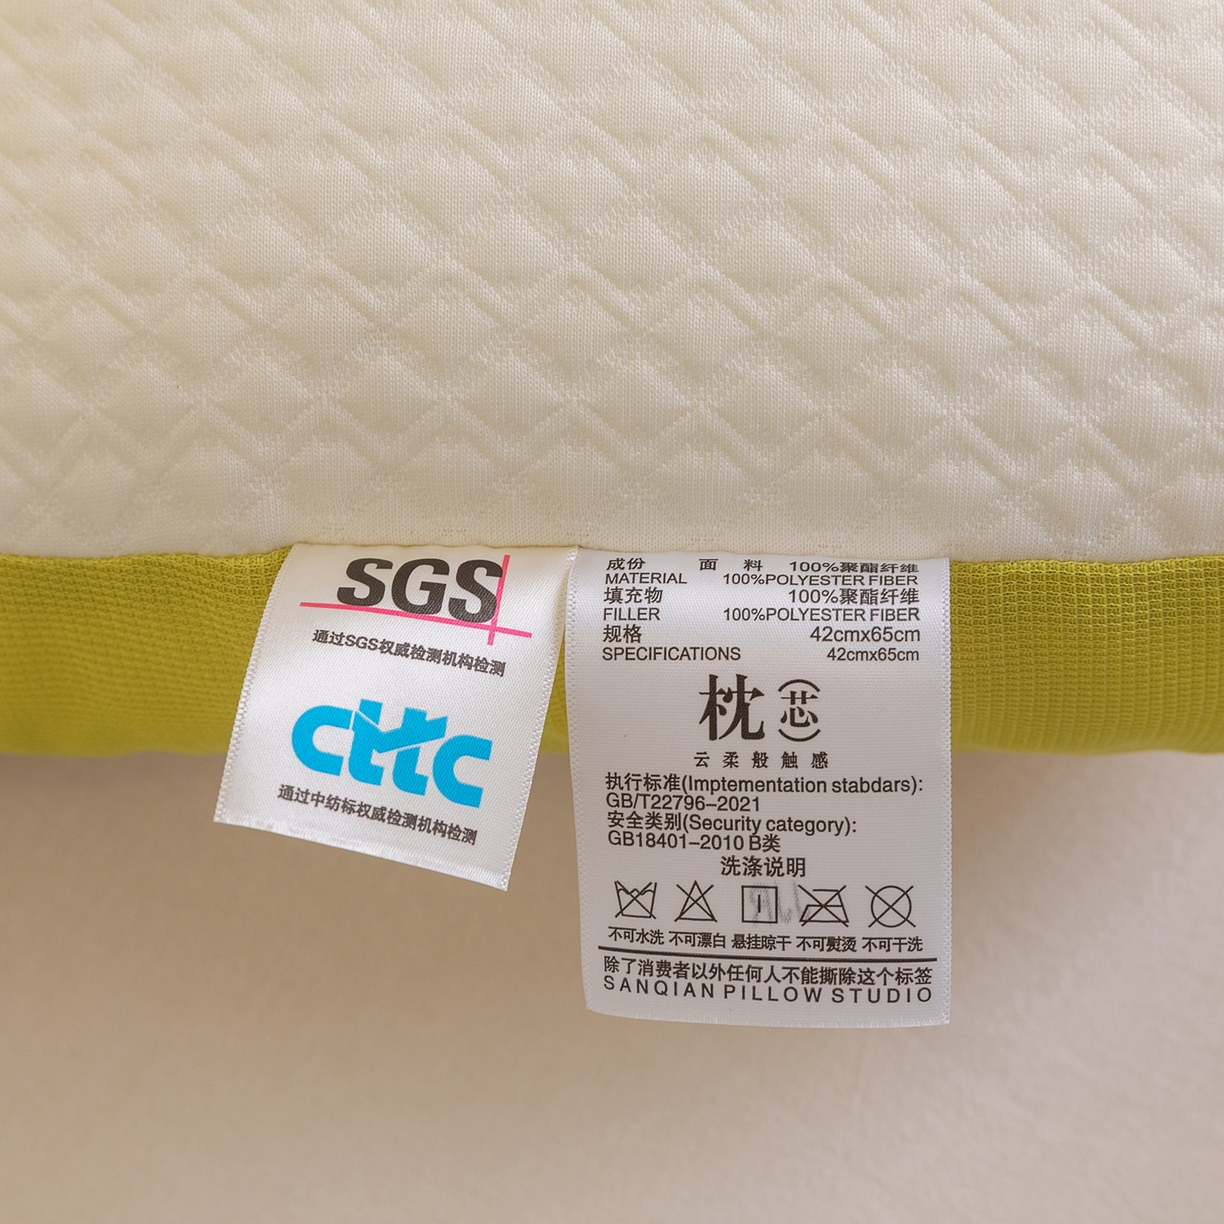 SGS
通过SGS权威检测机构检测
cttc
通过中纺标权威检测机构检测
成份 面 料 100%聚酯纤维
MATERIAL 100%POLYESTER FIBER
填充物 100%聚酯纤维
FILLER 100%POLYESTER FIBER
规格 42cmx65cm
SPECIFICATIONS 42cmx65cm
枕(芯)
云柔般触感
执行标准(Imptementation stabdars):
GB/T22796-2021
安全类别(Security category):
GB18401-2010 B类
洗涤说明
不可水洗 不可漂白 悬挂晾干 不可熨烫 不可干洗
除了消费者以外任何人不能撕除这个标签
SANQIAN PILLOW STUDIO